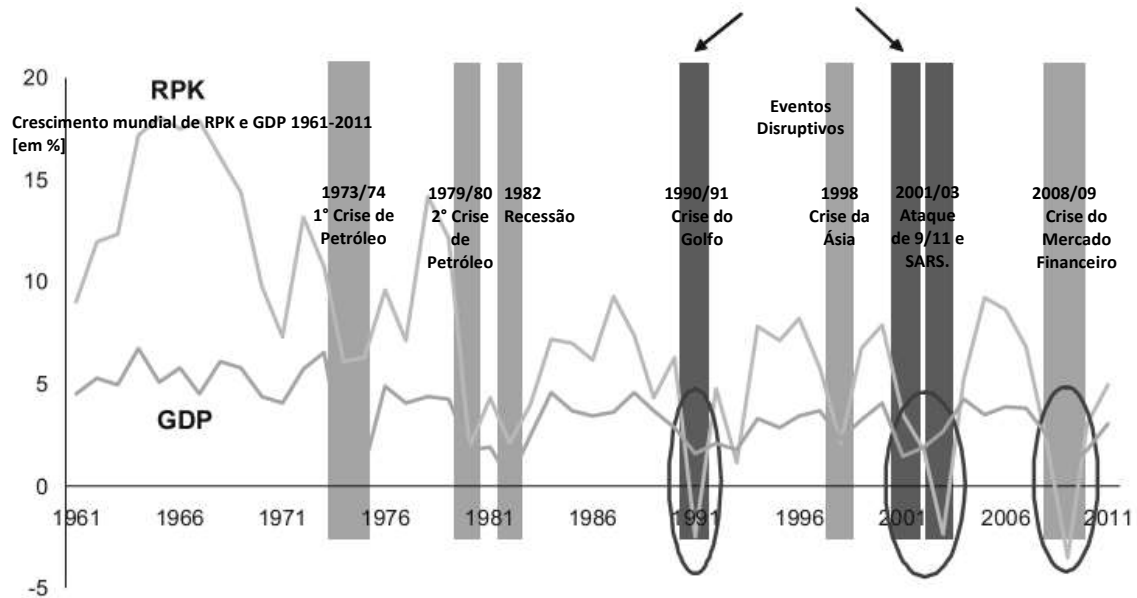 20
RPK
Crescimento mundial de RPK e GDP 1961-2011
[em %]
Eventos
Disruptivos
15
1973/74
1° Crise de
Petróleo
1979/80
2° Crise
de
Petróleo
1982
Recessão
1990/91
Crise do
Golfo
1998
Crise da
Ásia
2001/03
Ataque
de 9/11 e
SARS.
2008/09
Crise do
Mercado
Financeiro
10
5
GDP
0
1961
1966
1971
1976
1981
1986
1991
1996
2001
2006
2011
-5